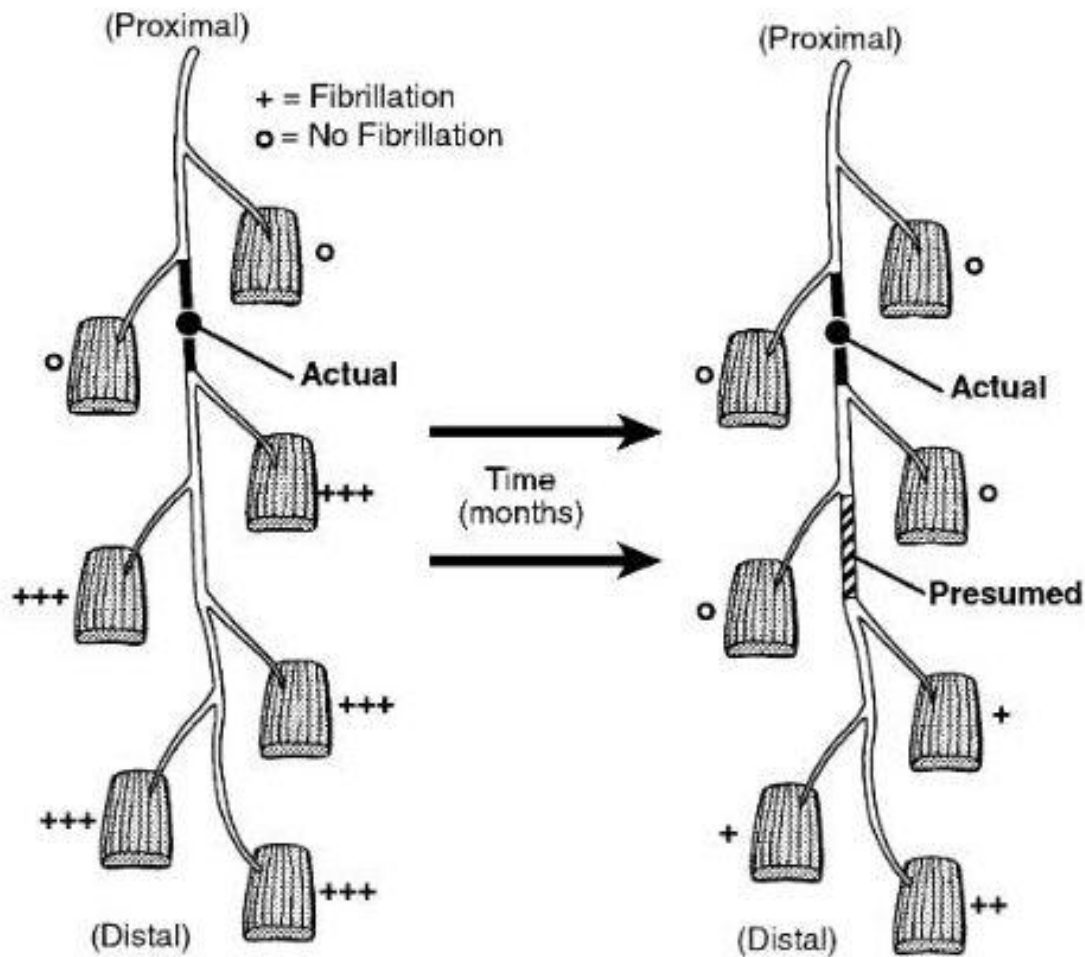 (Proximal)
+ = Fibrillation
o = No Fibrillation
o
o
Actual
+++
+++
+++
+++
+++
(Distal)
Time
(months)
(Proximal)
o
o
Actual
o
Presumed
o
+
+
++
(Distal)